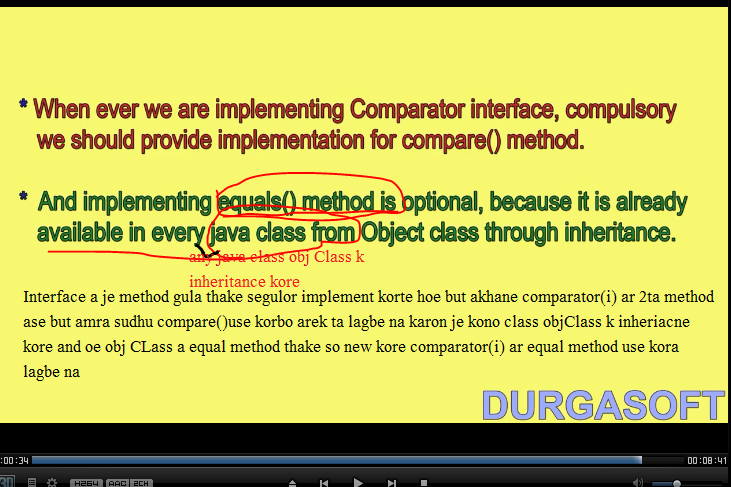 * When ever we are implementing Comparator interface, compulsory
we should provide implementation for compare() method.
* And implementing equals() method is optional, because it is already
available in every java class from Object class through inheritance.
any java class obj Class k
inheritance kore
Interface a je method gula thake segulor implement korte hoe but akhane comparator(i) ar 2ta method
ase but amra sudhu compare()use korbo arek ta lagbe na karon je kono class objClass k inheriacne
kore and oe obj CLass a equal method thake so new kore comparator(i) ar equal method use kora
lagbe na
DURGASOFT
:00:34 00:08:41
3D H264 AAC 2CH